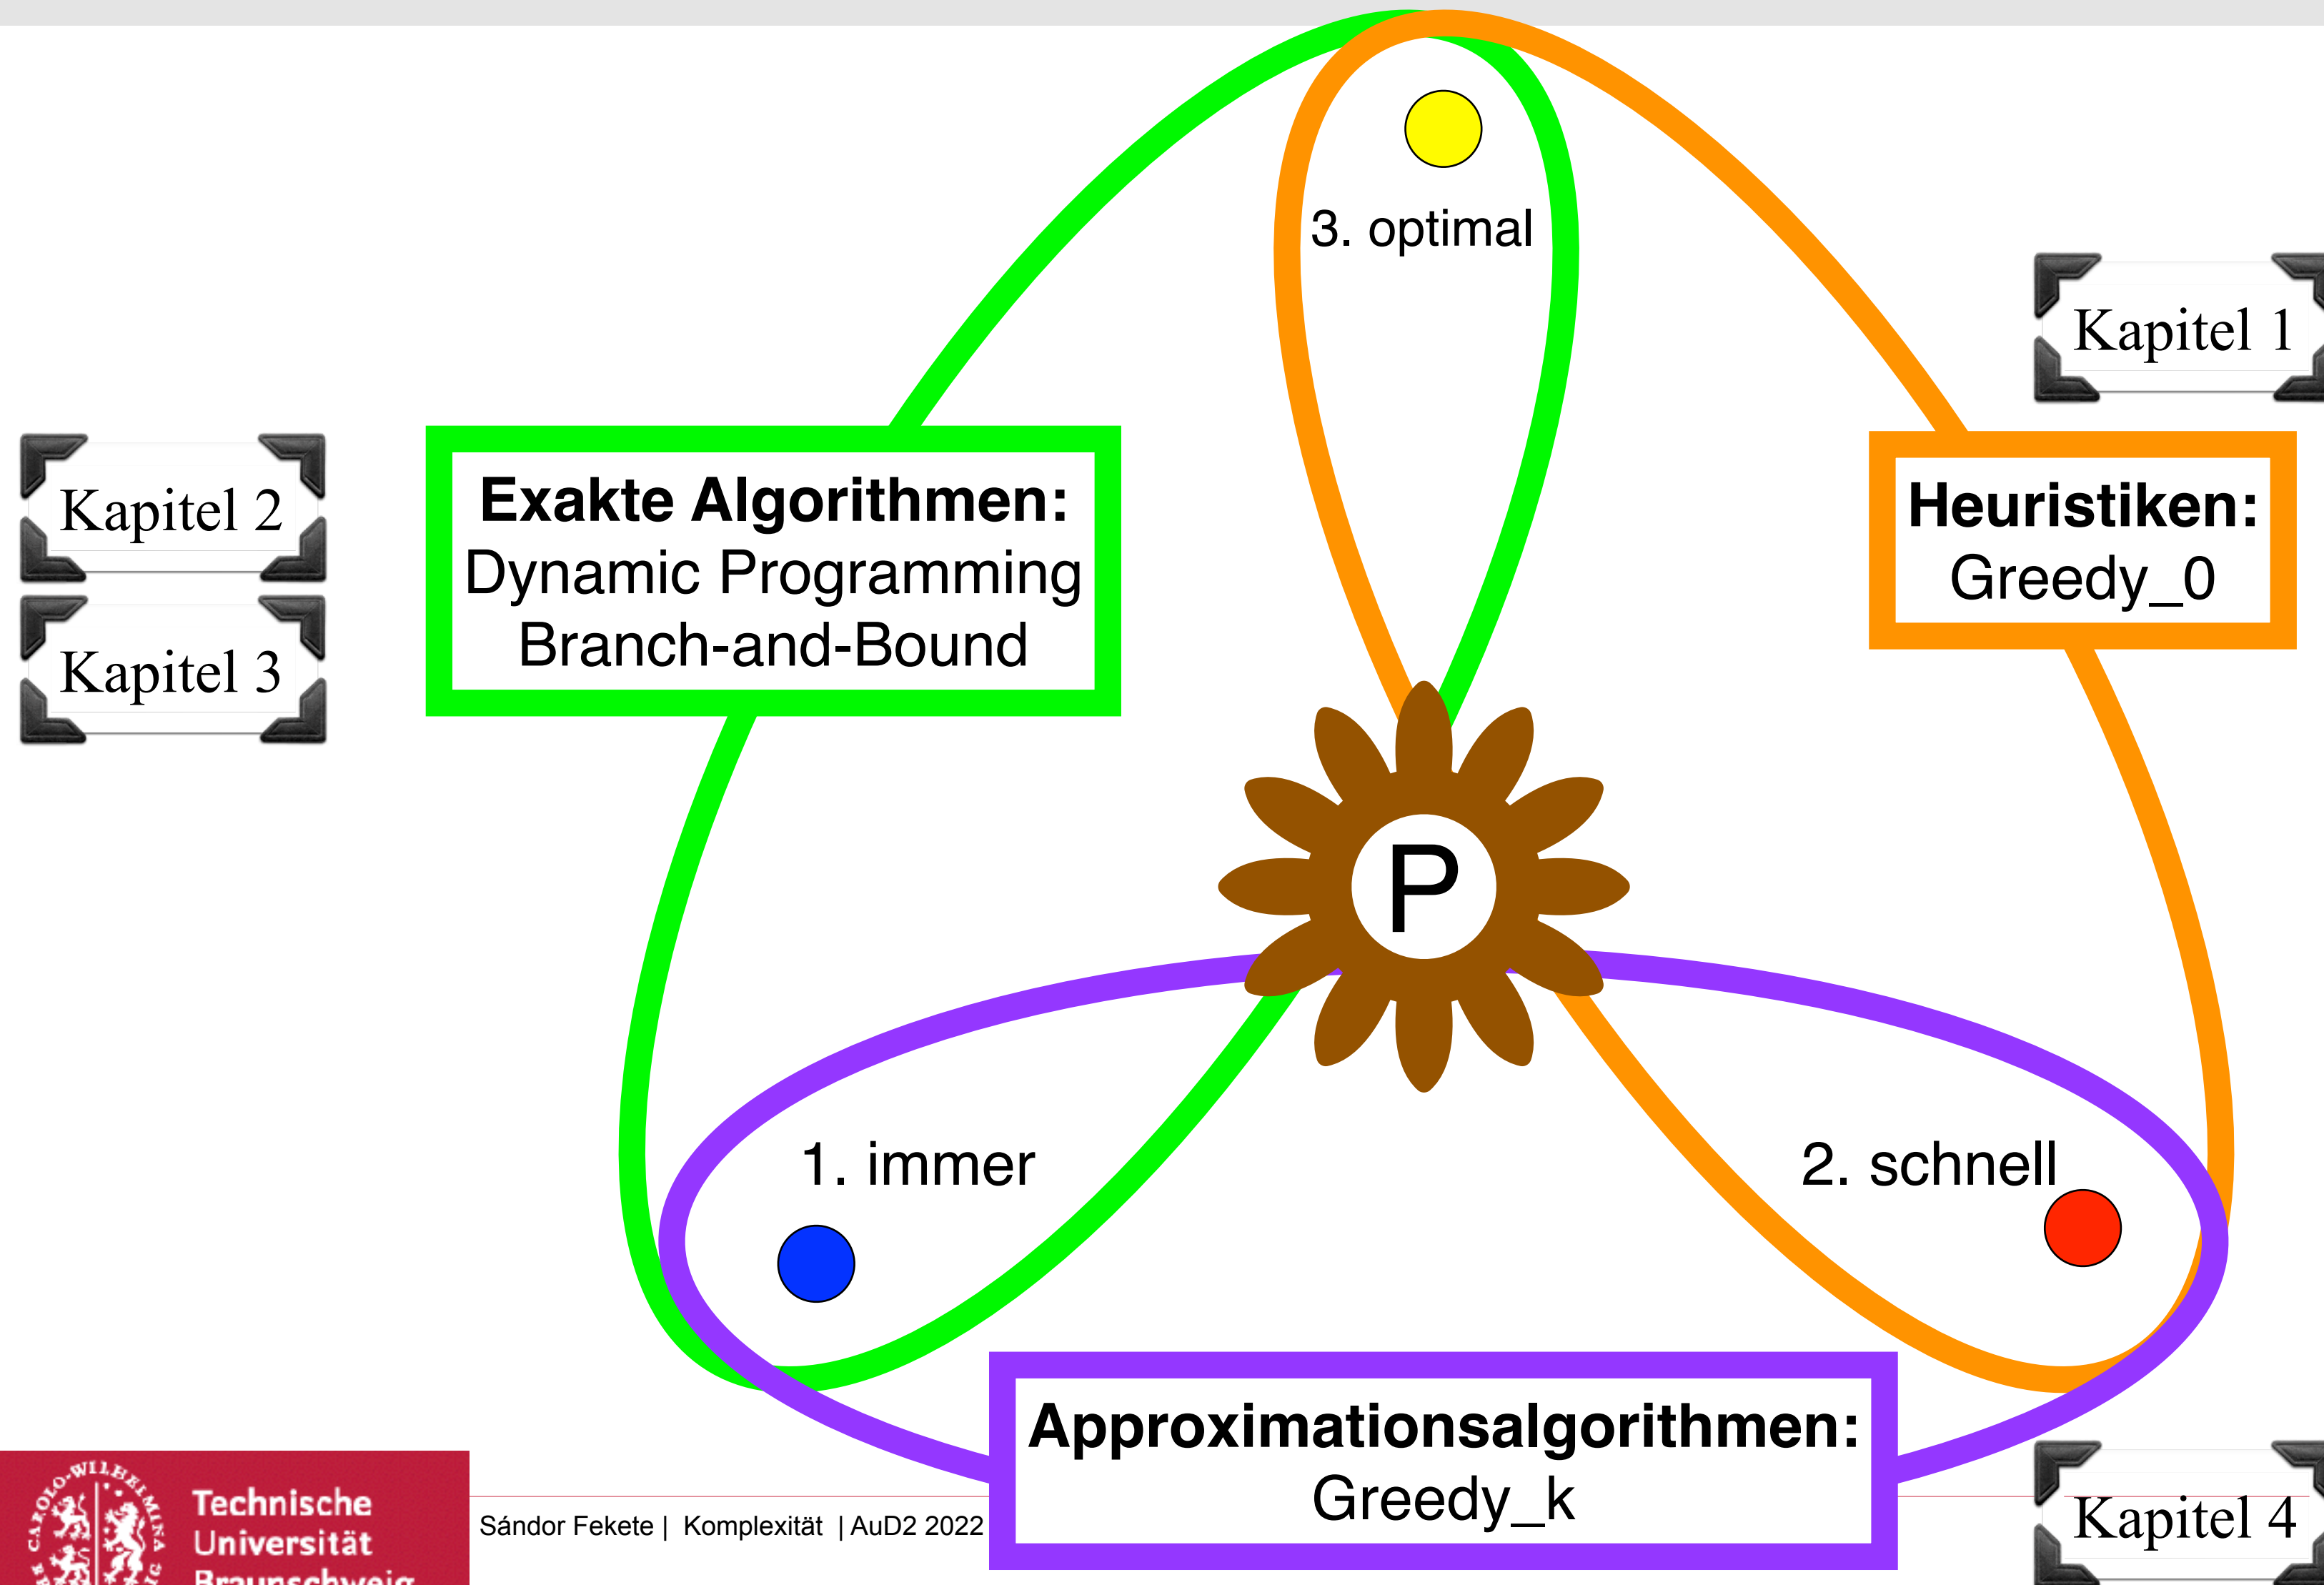 3. optimal
Kapitel 1
Kapitel 2
Kapitel 3
Exakte Algorithmen:
Dynamic Programming
Branch-and-Bound
Heuristiken:
Greedy_0
P
1. immer
2. schnell
Approximationsalgorithmen:
Greedy_k
Kapitel 4
Technische
Universität
Braunschweig
Sándor Fekete | Komplexität | AuD2 2022